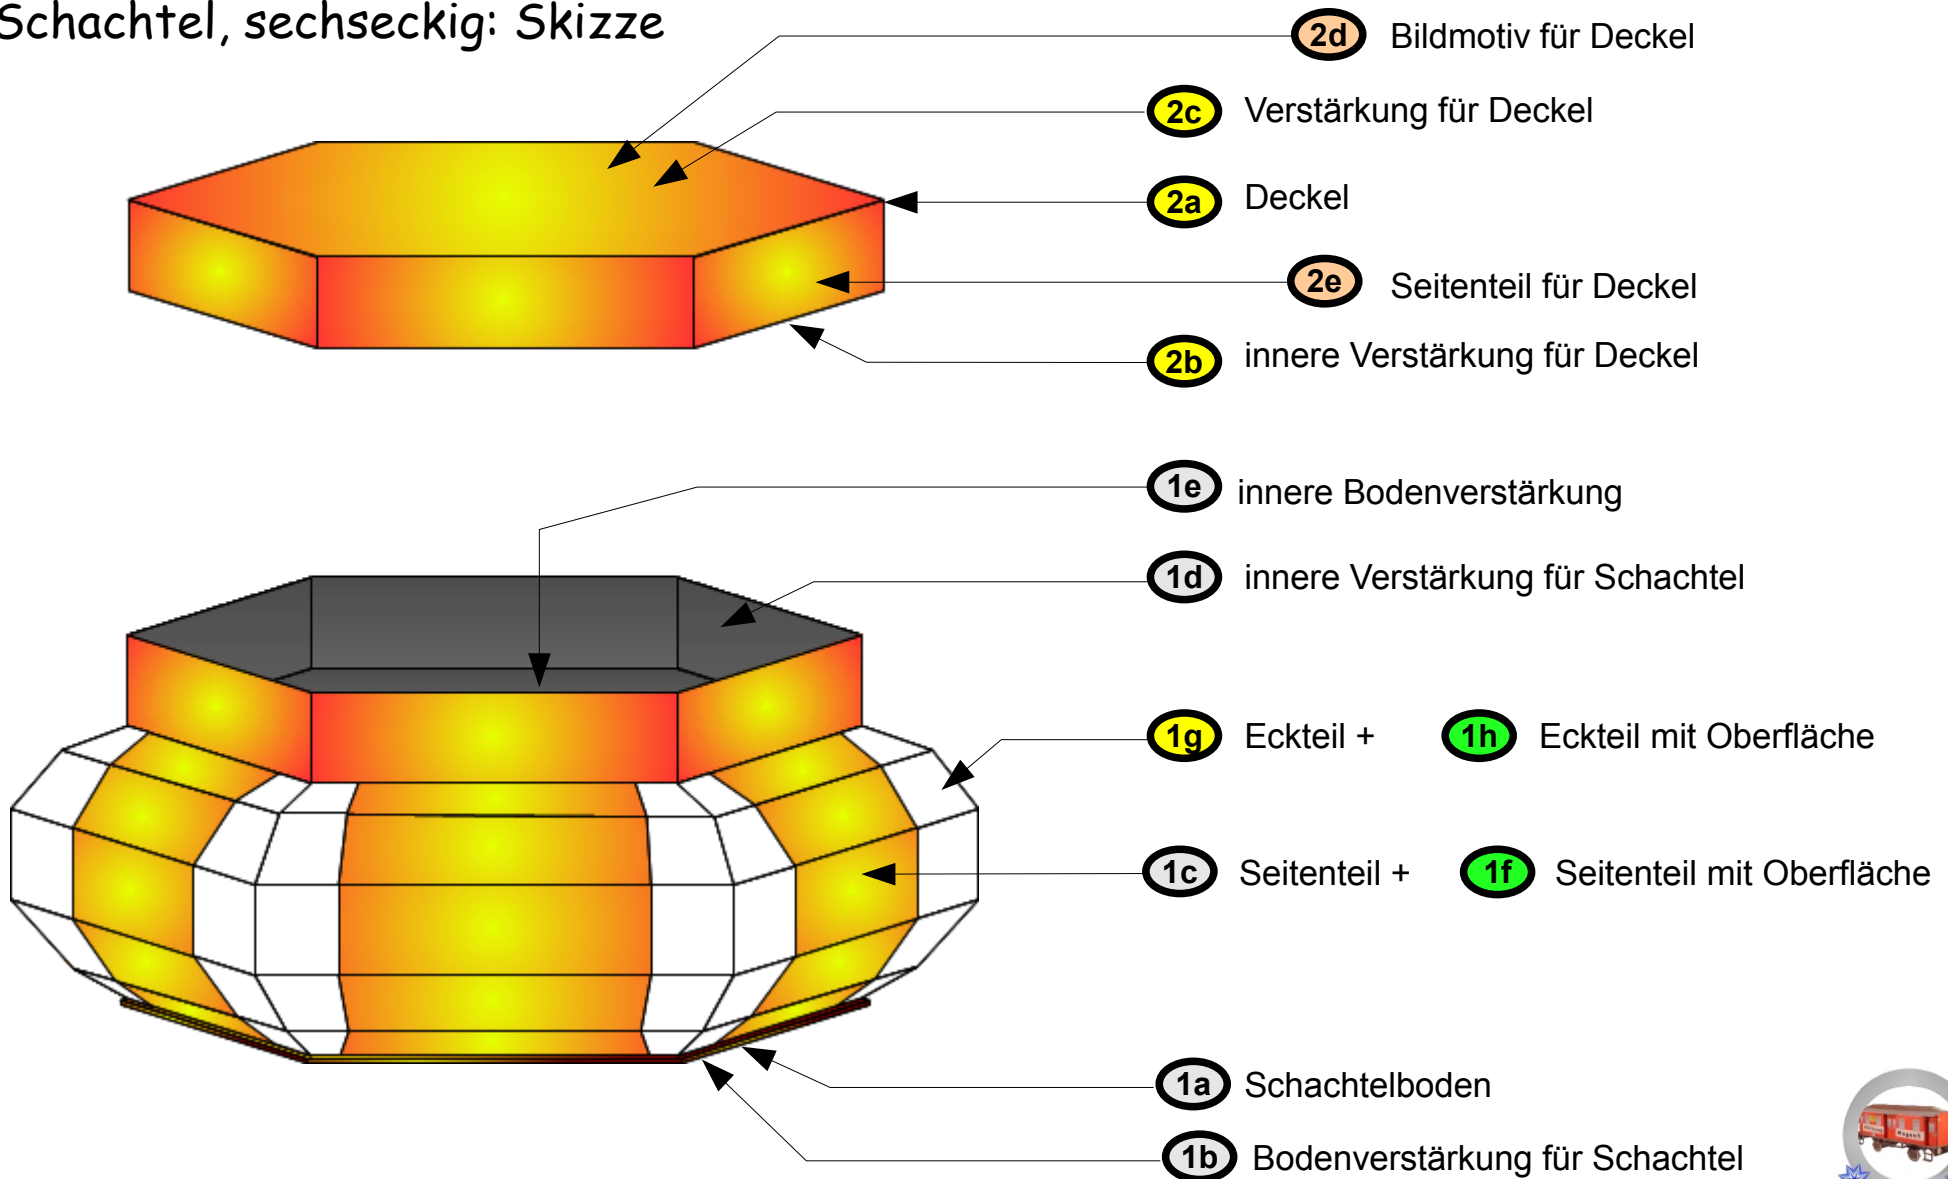 Schachtel, sechseckig: Skizze
2d Bildmotiv für Deckel
2c Verstärkung für Deckel
2a Deckel
2e Seitenteil für Deckel
2b innere Verstärkung für Deckel
1e innere Bodenverstärkung
1d innere Verstärkung für Schachtel
1g Eckteil + 1h Eckteil mit Oberfläche
1c Seitenteil + 1f Seitenteil mit Oberfläche
1a Schachtelboden
1b Bodenverstärkung für Schachtel